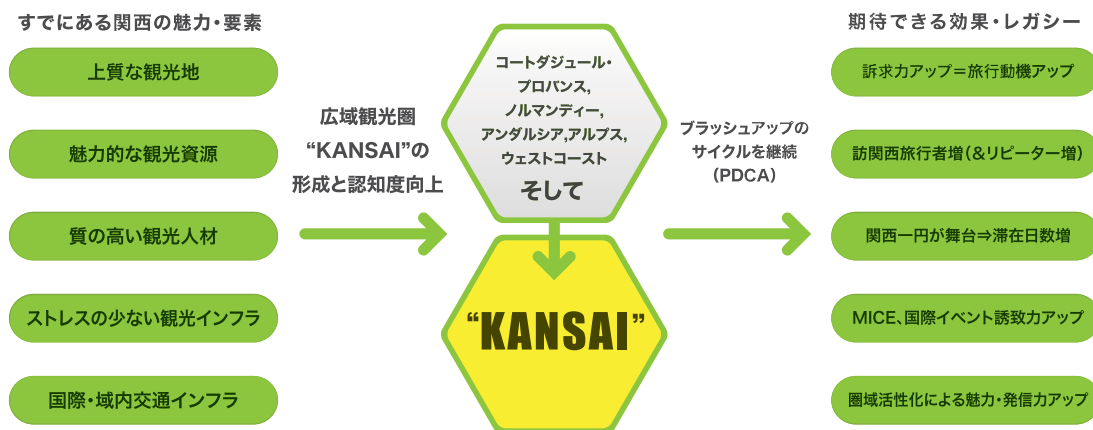 すでにある関西の魅力・要素
上質な観光地
魅力的な観光資源
質の高い観光人材
ストレスの少ない観光インフラ
国際・域内交通インフラ
広域観光圏
“KANSAI”の
形成と認知度向上
コートダジュール・
プロバンス,
ノルマンディー,
アンダルシア,アルプス,
ウェストコースト
そして
“KANSAI”
ブラッシュアップの
サイクルを継続
(PDCA)
期待できる効果・レガシー
訴求力アップ＝旅行動機アップ
訪関西旅行者増(&リピーター増)
関西一円が舞台⇒滞在日数増
MICE、国際イベント誘致力アップ
圏域活性化による魅力・発信力アップ